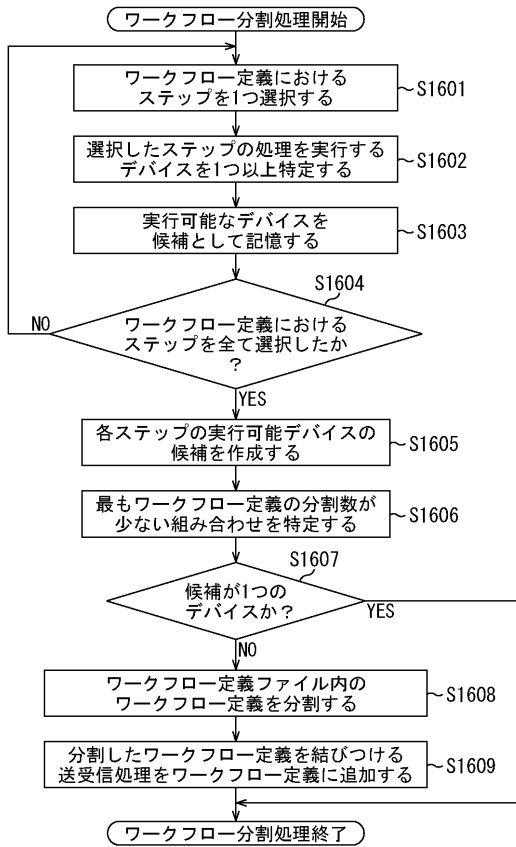 ワークフロー分割処理開始
ワークフロー定義における
ステップを1つ選択する
S1601
選択したステップの処理を実行する
デバイスを1つ以上特定する
S1602
実行可能なデバイスを
候補として記憶する
S1603
S1604
NO
ワークフロー定義における
ステップを全て選択したか
?
YES
各ステップの実行可能デバイスの
候補を作成する
S1605
最もワークフロー定義の分割数が
少ない組み合わせを特定する
S1606
S1607
候補が1つの
デバイスか?
YES
NO
ワークフロー定義ファイル内の
ワークフロー定義を分割する
S1608
分割したワークフロー定義を結びつける
送受信処理をワークフロー定義に追加する
S1609
ワークフロー分割処理終了